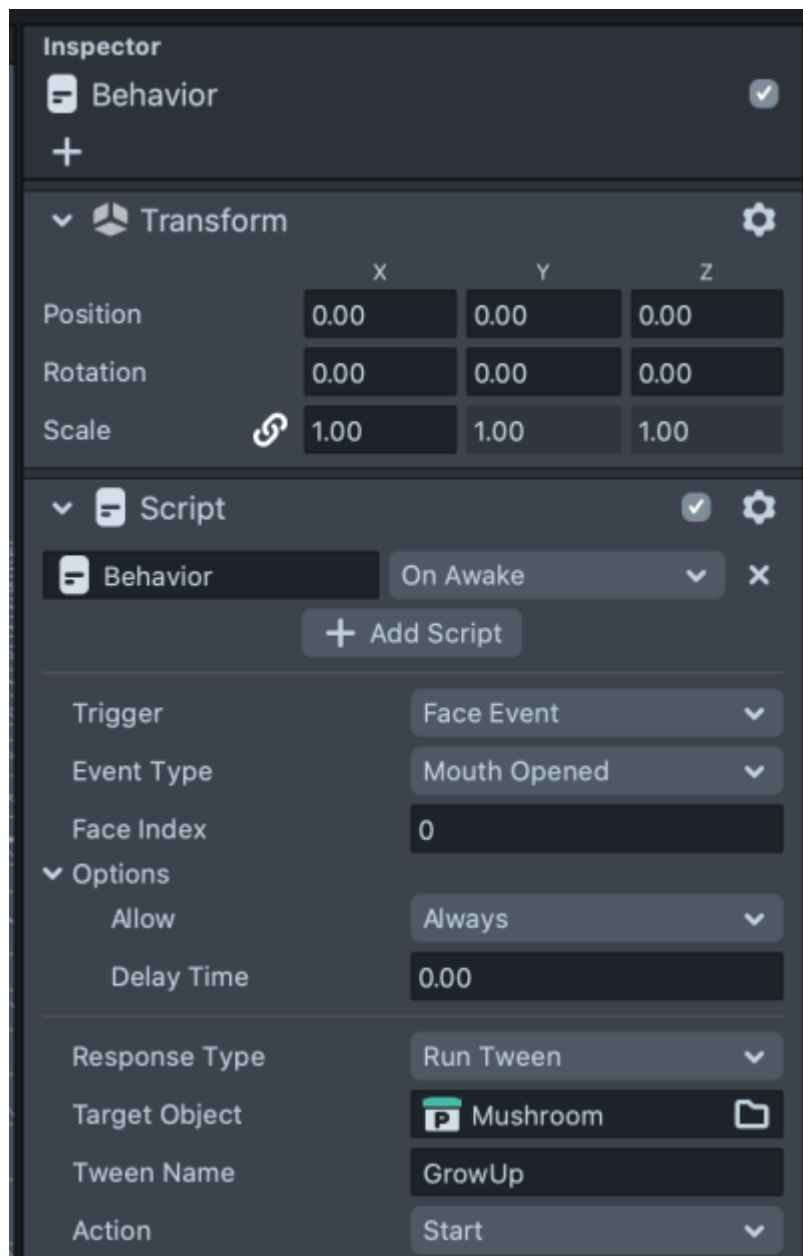 Inspector
Behavior
Transform
X Y Z
Position 0.00 0.00 0.00
Rotation 0.00 0.00 0.00
Scale 1.00 1.00 1.00
Script
Behavior On Awake
+ Add Script
Trigger Face Event
Event Type Mouth Opened
Face Index 0
Options
Allow Always
Delay Time 0.00
Response Type Run Tween
Target Object P Mushroom
Tween Name GrowUp
Action Start